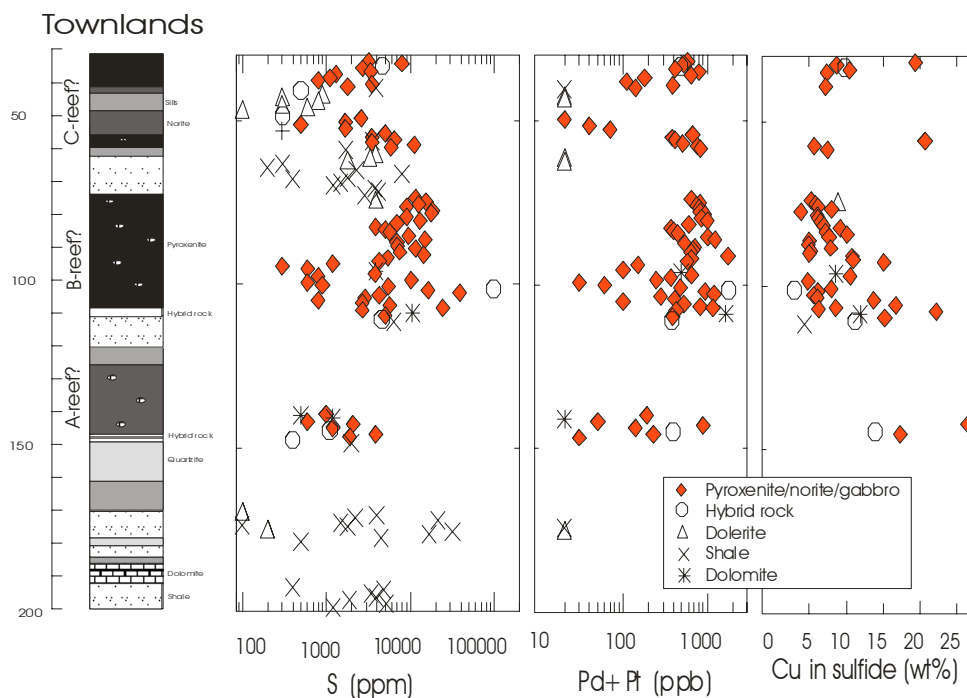 Townlands
C-reef?
B-reef?
A-reef?
50
100
150
200
Sills
Norite
Pyroxenite
Hybrid rock
Hybrid rock
Quartzite
Dolomite
Shale
100 1000 10000 100000
S (ppm)
10 100 1000
Pd+Pt (ppb)
0 5 10 15 20 25
Cu in sulfide (wt%)
Pyroxenite/norite/gabbro
Hybrid rock
Dolerite
Shale
Dolomite